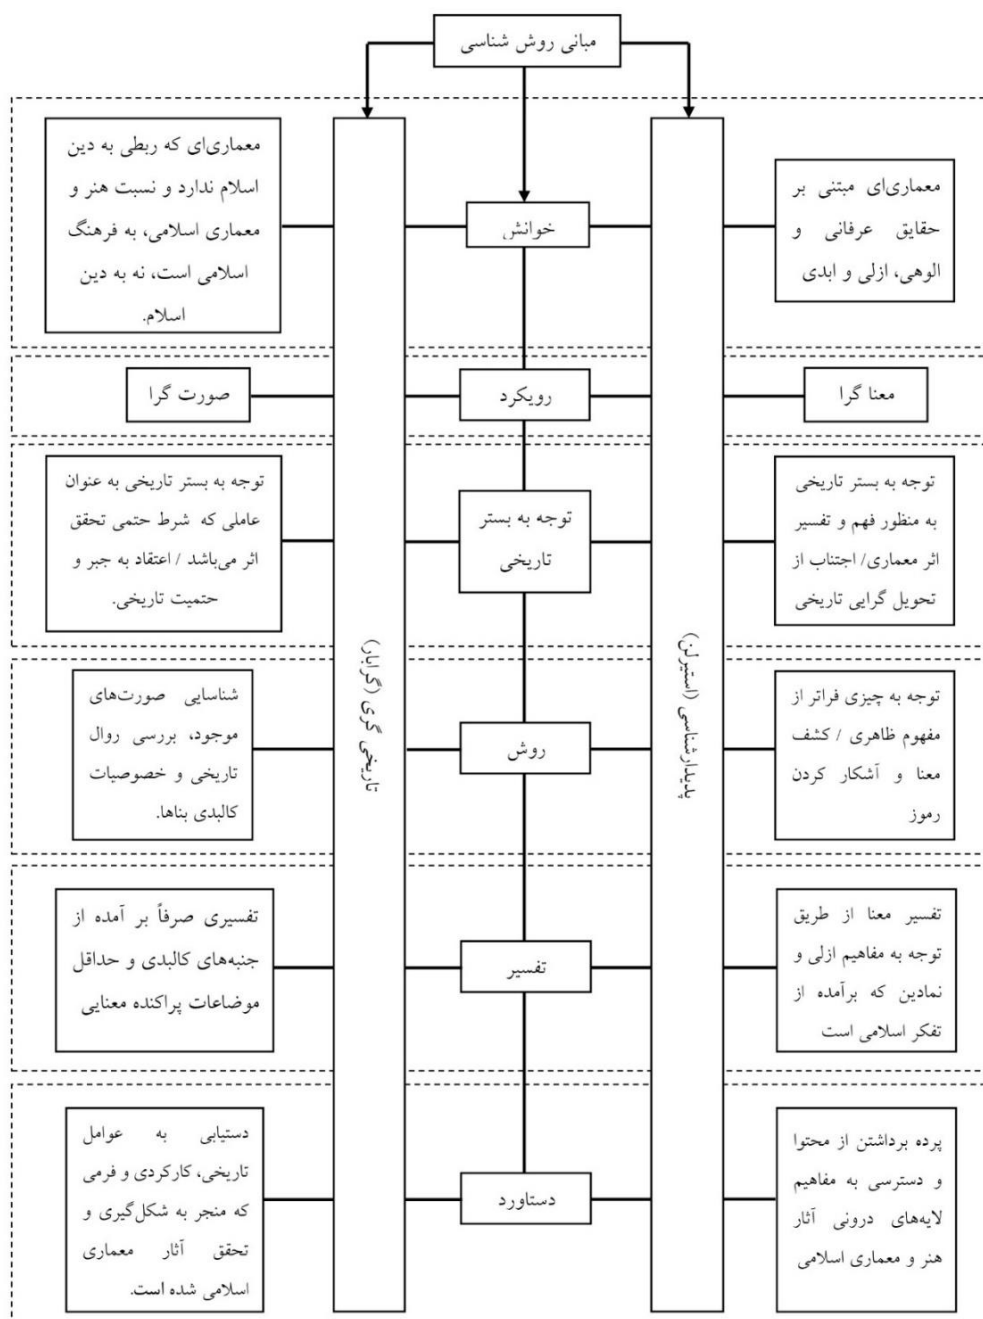 مبانی روش شناسی
معماری‌ای مبتنی بر
حقایق عرفانی و
الوهی، ازلی و ابدی
خوانش
معماری‌ای که ربطی به دین
اسلام ندارد و نسبت هنر و
معماری اسلامی، به فرهنگ
اسلامی است، نه به دین
اسلام.
معنا گرا
رویکرد
صورت گرا
توجه به بستر تاریخی
به منظور فهم و تفسیر
اثر معماری/ اجتناب از
تحویل گرایی تاریخی
توجه به بستر
تاریخی
توجه به بستر تاریخی به عنوان
عاملی که شرط حتمی تحقق
اثر می‌باشد / اعتقاد به جبر و
حتمیت تاریخی.
پدیدارشناسی (استیرلن)
تاریخی گری (گرابار)
توجه به چیزی فراتر از
مفهوم ظاهری / کشف
معنا و آشکار کردن
رموز
روش
شناسایی صورت‌های
موجود، بررسی روال
تاریخی و خصوصیات
کالبدی بناها.
تفسیر معنا از طریق
توجه به مفاهیم ازلی و
نمادین که برآمده از
تفکر اسلامی است
تفسیر
تفسیری صرفاً بر آمده از
جنبه‌های کالبدی و حداقل
موضاعات پراکنده معنایی
پرده برداشتن از محتوا
و دسترسی به مفاهیم
لایه‌های درونی آثار
هنر و معماری اسلامی
دستاورد
دستیابی به عوامل
تاریخی، کارکردی و فرمی
که منجر به شکل‌گیری و
تحقق آثار معماری
اسلامی شده است.